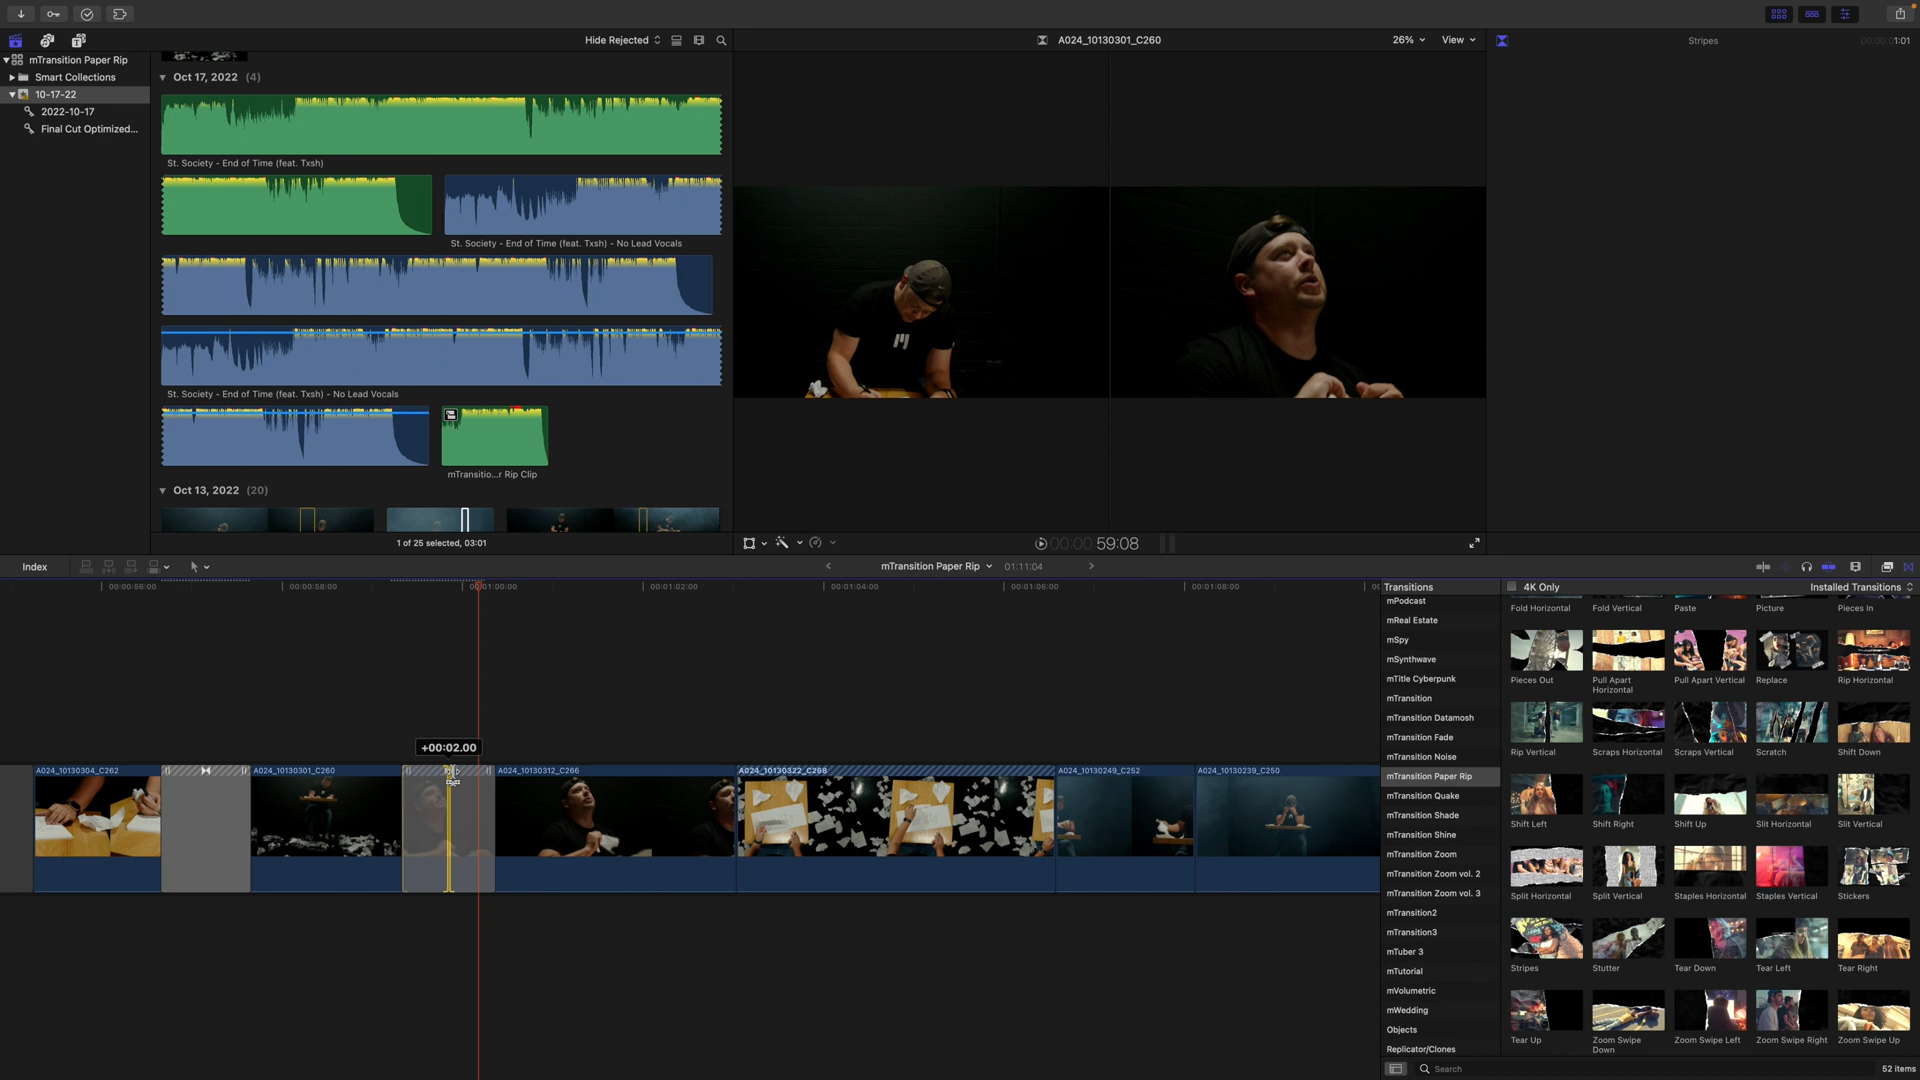 Hide Rejected
A024_10130301_C260
26%
View
Stripes
1:01
mTransition Paper Rip
Smart Collections
10-17-22
2022-10-17
Final Cut Optimized...
Oct 17, 2022 (4)
St. Society - End of Time (feat. Txsh)
St. Society - End of Time (feat. Txsh) - No Lead Vocals
St. Society - End of Time (feat. Txsh) - No Lead Vocals
mTransitio...r Rip Clip
Oct 13, 2022 (20)
1 of 25 selected, 03:01
00:00:59:08
Index
mTransition Paper Rip
01:11:04
00:00:56:00
00:00:58:00
00:01:00:00
00:01:02:00
00:01:04:00
00:01:06:00
00:01:08:00
+00:02.00
A024_10130304_C262
A024_10130301_C260
A024_10130312_C266
A024_10130322_C268
A024_10130249_C252
A024_10130239_C250
Transitions
mPodcast
mReal Estate
mSpy
mSynthwave
mTitle Cyberpunk
mTransition
mTransition Datamosh
mTransition Fade
mTransition Noise
mTransition Paper Rip
mTransition Quake
mTransition Shade
mTransition Shine
mTransition Zoom
mTransition Zoom vol. 2
mTransition Zoom vol. 3
mTransition2
mTransition3
mTuber 3
mTutorial
mVolumetric
mWedding
Objects
Replicator/Clones
4K Only
Installed Transitions
Fold Horizontal
Fold Vertical
Paste
Picture
Pieces In
Pieces Out
Pull Apart Horizontal
Pull Apart Vertical
Replace
Rip Horizontal
Rip Vertical
Scraps Horizontal
Scraps Vertical
Scratch
Shift Down
Shift Left
Shift Right
Shift Up
Slit Horizontal
Slit Vertical
Split Horizontal
Split Vertical
Staples Horizontal
Staples Vertical
Stickers
Stripes
Stutter
Tear Down
Tear Left
Tear Right
Tear Up
Zoom Swipe Down
Zoom Swipe Left
Zoom Swipe Right
Zoom Swipe Up
Search
52 items